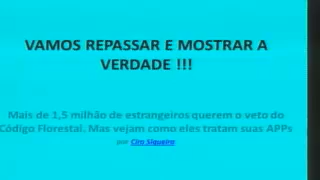 VAMOS REPASSAR E MOSTRAR A
VERDADE !!!
Mais de 1,5 milhão de estrangeiros querem o veto do
Código Florestal. Mas vejam como eles tratam suas APPs
por Ciro Siqueira